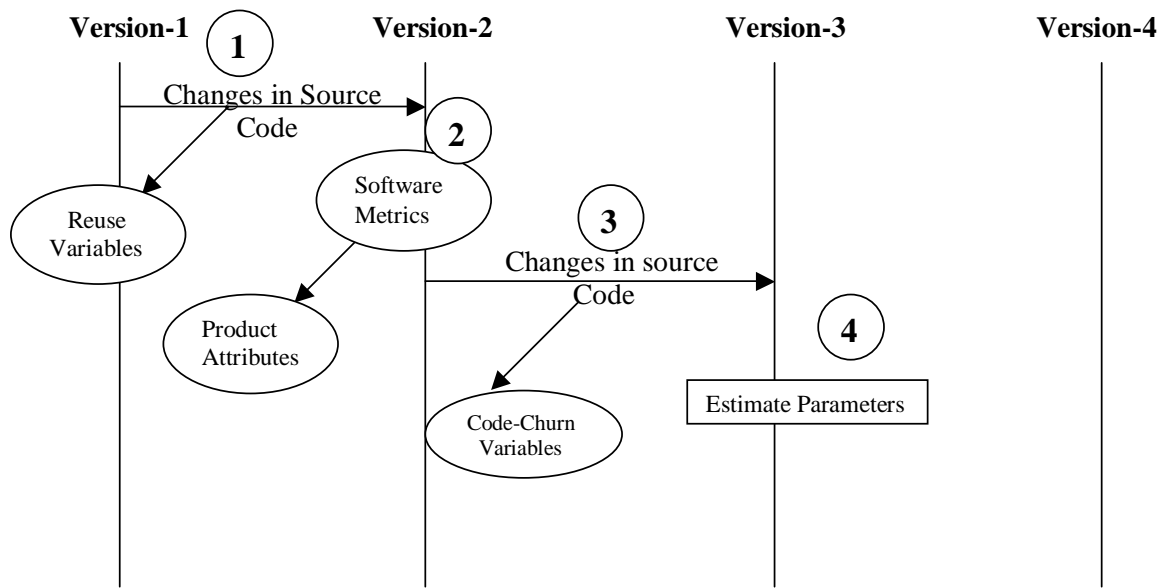 Version-1
Version-2
Version-3
Version-4
1
Changes in Source
Code
2
Software
Metrics
Reuse
Variables
3
Changes in source
Code
Product
Attributes
4
Estimate Parameters
Code-Churn
Variables